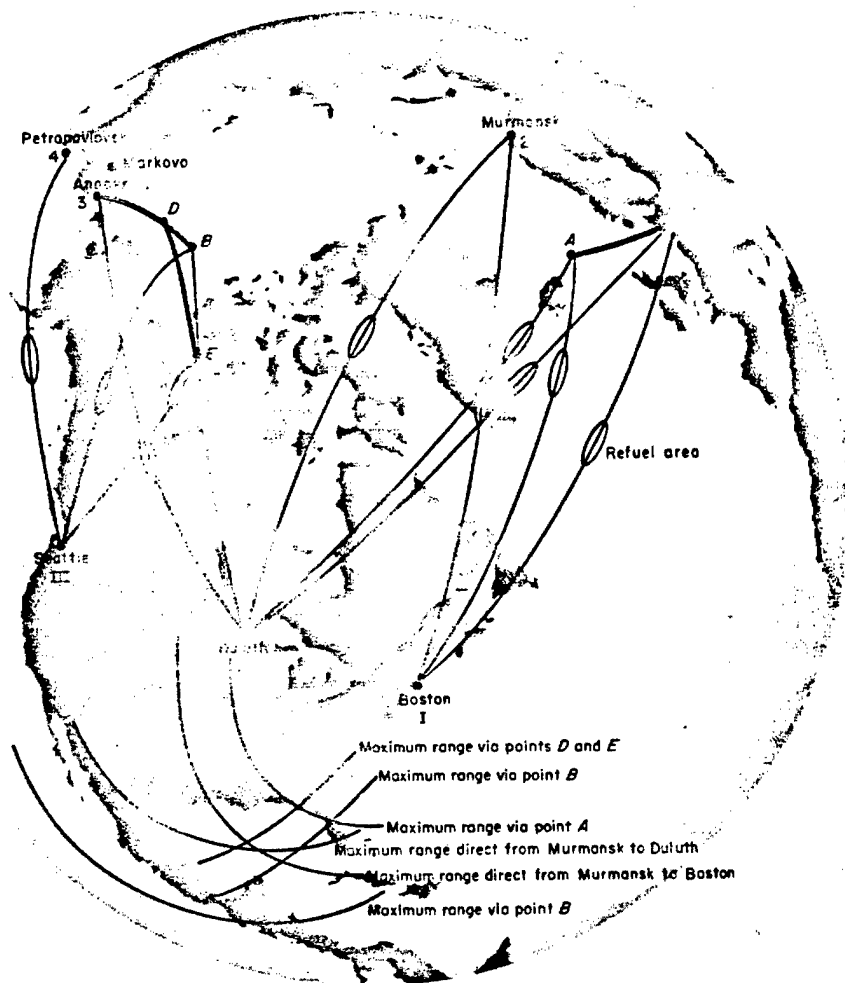 Murmansk
2
Petropavlovsk
4
Markovo
3
D
B
A
E
Refuel area
Seattle
III
Duluth
Boston
I
Maximum range via points D and E
Maximum range via point B
Maximum range via point A
Maximum range direct from Murmansk to Duluth
Maximum range direct from Murmansk to Boston
Maximum range via point B